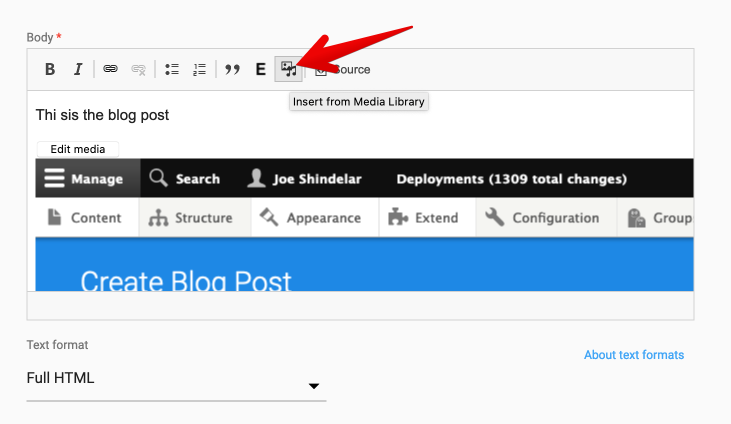 Body *
B I E Source
Insert from Media Library
Thi sis the blog post
Edit media
Manage Search Joe Shindelar Deployments (1309 total changes)
Content Structure Appearance Extend Configuration Group
Create Blog Post
Text format
About text formats
Full HTML